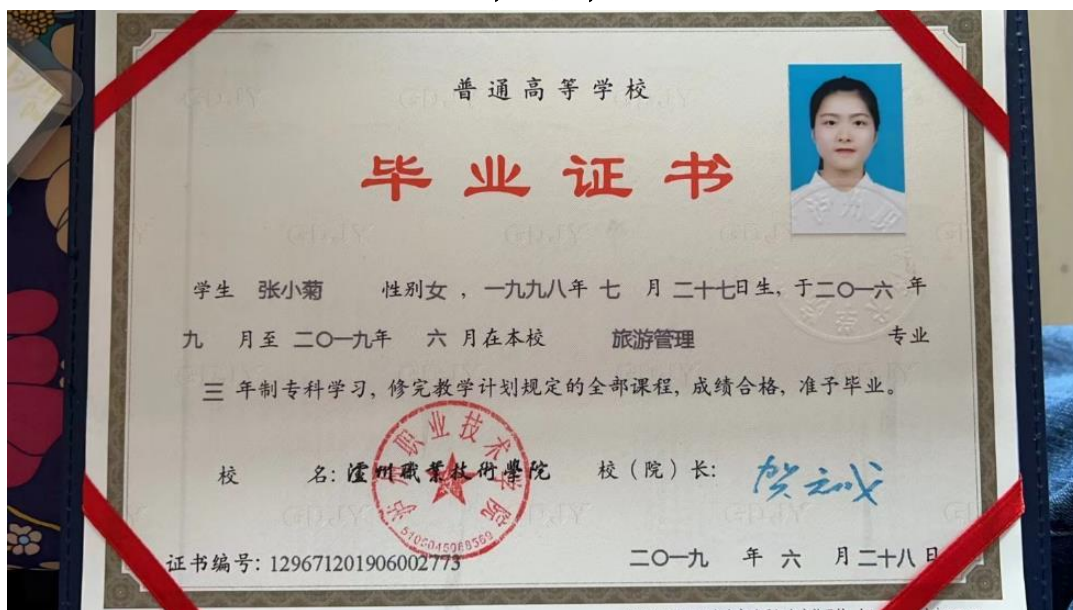 普通高等学校
毕业证书
学生 张小菊 性别女，一九九八年 七 月 二十七日生，于二〇一六 年
九 月至 二〇一九年 六 月在本校 旅游管理 专业
三 年制专科学习，修完教学计划规定的全部课程，成绩合格，准予毕业。
校 名：瀘州職業技術學院 校（院）长：贺元成
证书编号：129671201906002773 二〇一九 年 六 月二十八日